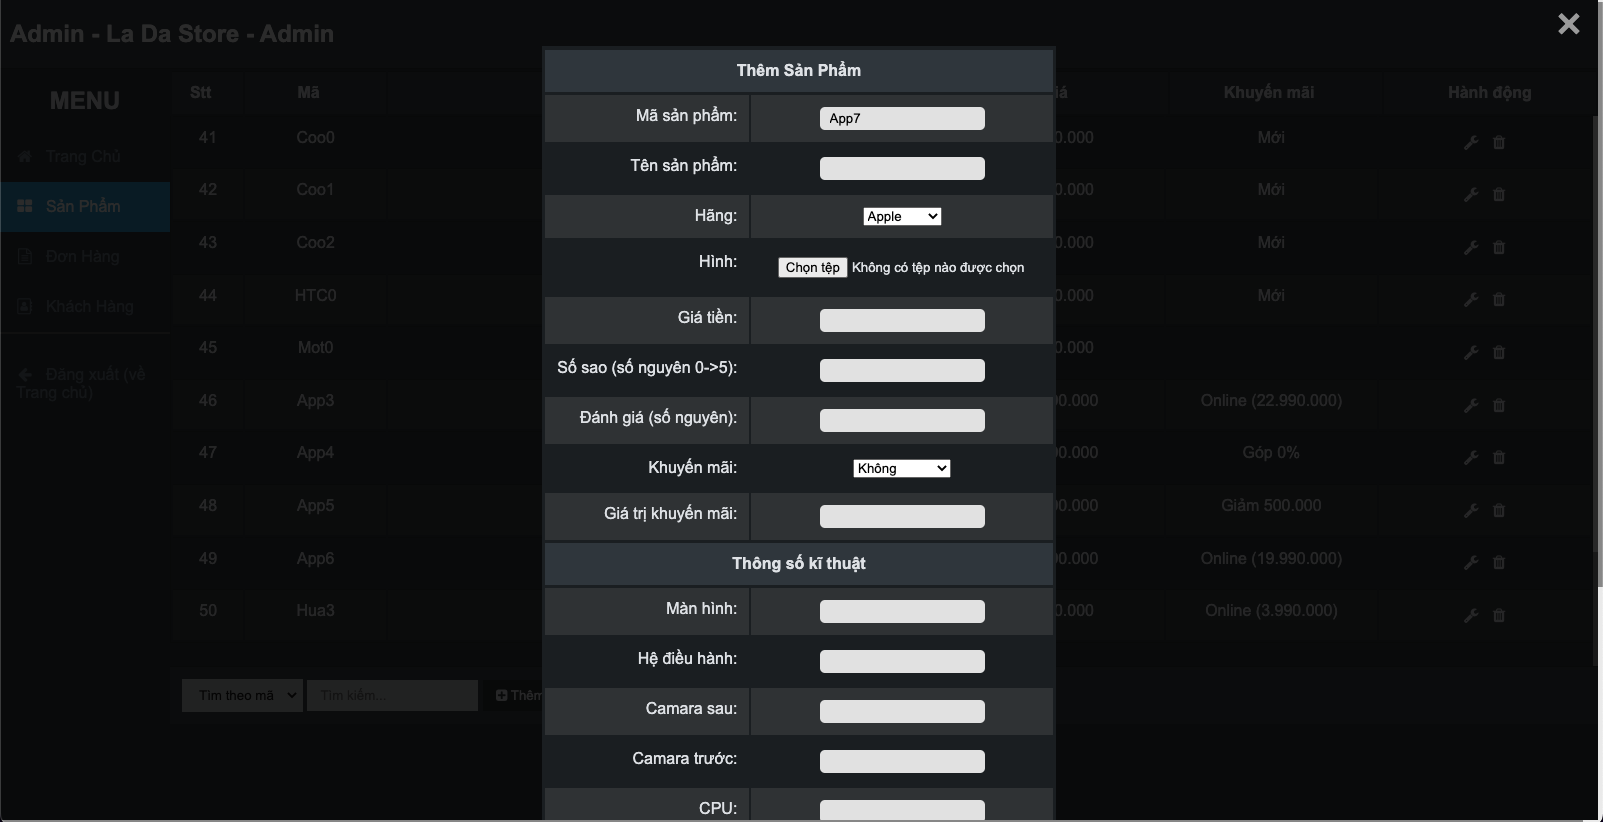 Admin - La Da Store - Admin
Thêm Sản Phẩm
MENU
Stt Mã iá Khuyến mãi Hành động
Mã sản phẩm: App7
41 Coo0 0.000 Mới
Trang Chủ
Tên sản phẩm:
42 Coo1 0.000 Mới
Sản Phẩm
Hãng: Apple
43 Coo2 0.000 Mới
Đơn Hàng
Hình: Chọn tệp Không có tệp nào được chọn
44 HTC0 0.000 Mới
Khách Hàng
Giá tiền:
45 Mot0 0.000
Số sao (số nguyên 0->5):
Đăng xuất (về
Trang chủ)
46 App3 00.000 Online (22.990.000)
Đánh giá (số nguyên):
47 App4 00.000 Góp 0%
Khuyến mãi: Không
48 App5 00.000 Giảm 500.000
Giá trị khuyến mãi:
49 App6 00.000 Online (19.990.000)
Thông số kĩ thuật
50 Hua3 0.000 Online (3.990.000)
Màn hình:
Hệ điều hành:
Tìm theo mã Tìm kiếm... Thêm
Camara sau:
Camara trước:
CPU: